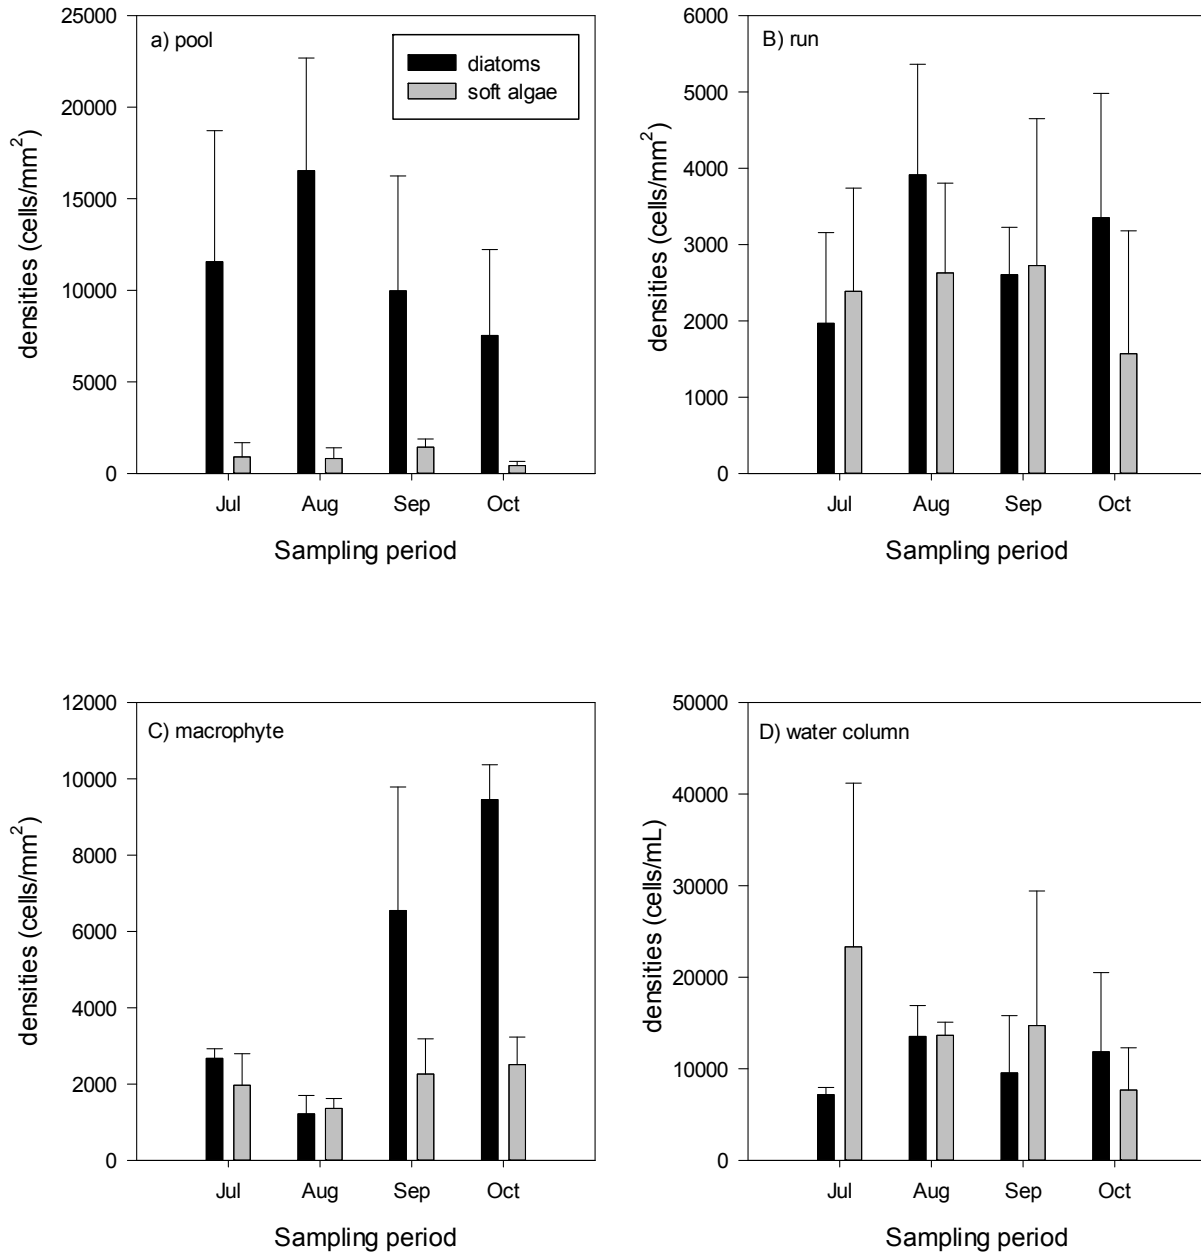 a) pool
diatoms
soft algae
densities (cells/mm²)
25000
20000
15000
10000
5000
0
Jul Aug Sep Oct
Sampling period
B) run
densities (cells/mm²)
6000
5000
4000
3000
2000
1000
0
Jul Aug Sep Oct
Sampling period
C) macrophyte
densities (cells/mm²)
12000
10000
8000
6000
4000
2000
0
Jul Aug Sep Oct
Sampling period
D) water column
densities (cells/mL)
50000
40000
30000
20000
10000
0
Jul Aug Sep Oct
Sampling period